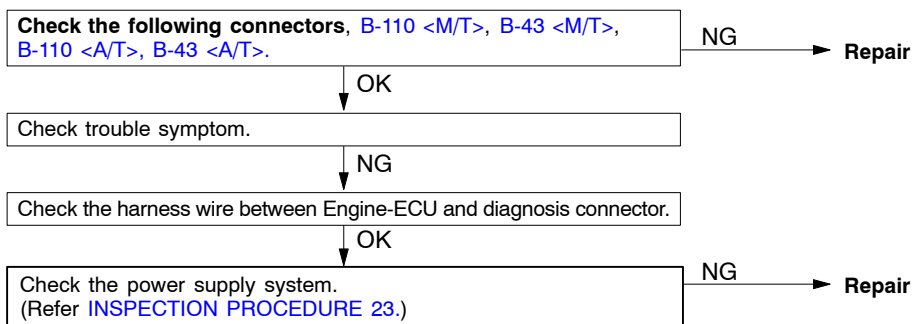 Check the following connectors, B-110 <M/T>, B-43 <M/T>,
B-110 <A/T>, B-43 <A/T>.
NG
Repair
OK
Check trouble symptom.
NG
Check the harness wire between Engine-ECU and diagnosis connector.
OK
Check the power supply system.
(Refer INSPECTION PROCEDURE 23.)
NG
Repair